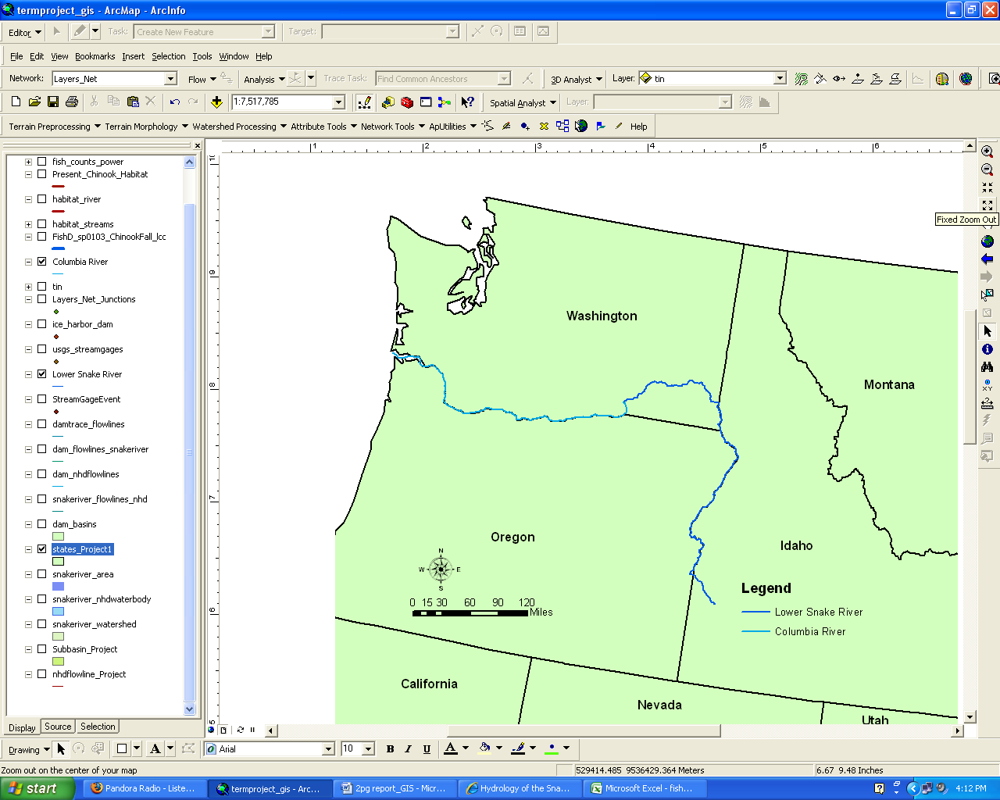 termproject_gis - ArcMap - ArcInfo
Editor Task: Create New Feature Target:
File Edit View Bookmarks Insert Selection Tools Window Help
Network: Layers_Net Flow Analysis Trace Task: Find Common Ancestors 3D Analyst Layer: tin
1:7,517,785 Spatial Analyst Layer:
Terrain Preprocessing Terrain Morphology Watershed Processing Attribute Tools Network Tools ApUtilities Help
1 2 3 4 5 6
10
9
8
7
6
5
fish_counts_power
Present_Chinook_Habitat
habitat_river
habitat_streams
FishD_sp0103_ChinookFall_lcc
Columbia River
tin
Layers_Net_Junctions
ice_harbor_dam
usgs_streamgages
Lower Snake River
StreamGageEvent
damtrace_flowlines
dam_flowlines_snakeriver
dam_nhdflowlines
snakeriver_flowlines_nhd
dam_basins
states_Project1
snakeriver_area
snakeriver_nhdwaterbody
snakeriver_watershed
Subbasin_Project
nhdflowline_Project
Display Source Selection
Fixed Zoom Out
XY
Washington
Montana
Oregon
Idaho
N
W E
S
0 15 30 60 90 120
Miles
Legend
Lower Snake River
Columbia River
California
Nevada
Utah
Drawing A Arial 10 B I U A
Zoom out on the center of your map
529414.485 9536429.364 Meters
6.67 9.48 Inches
start
Pandora Radio - Liste...
termproject_gis - Arc...
2pg report_GIS - Micr...
Hydrology of the Sna...
Microsoft Excel - fish...
4:12 PM